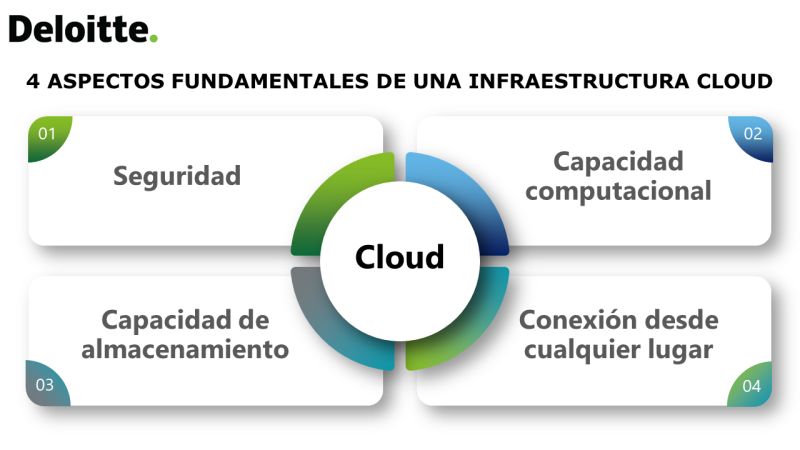 Deloitte.
4 ASPECTOS FUNDAMENTALES DE UNA INFRAESTRUCTURA CLOUD
01
Seguridad
02
Capacidad
computacional
Cloud
Capacidad de
almacenamiento
03
Conexión desde
cualquier lugar
04